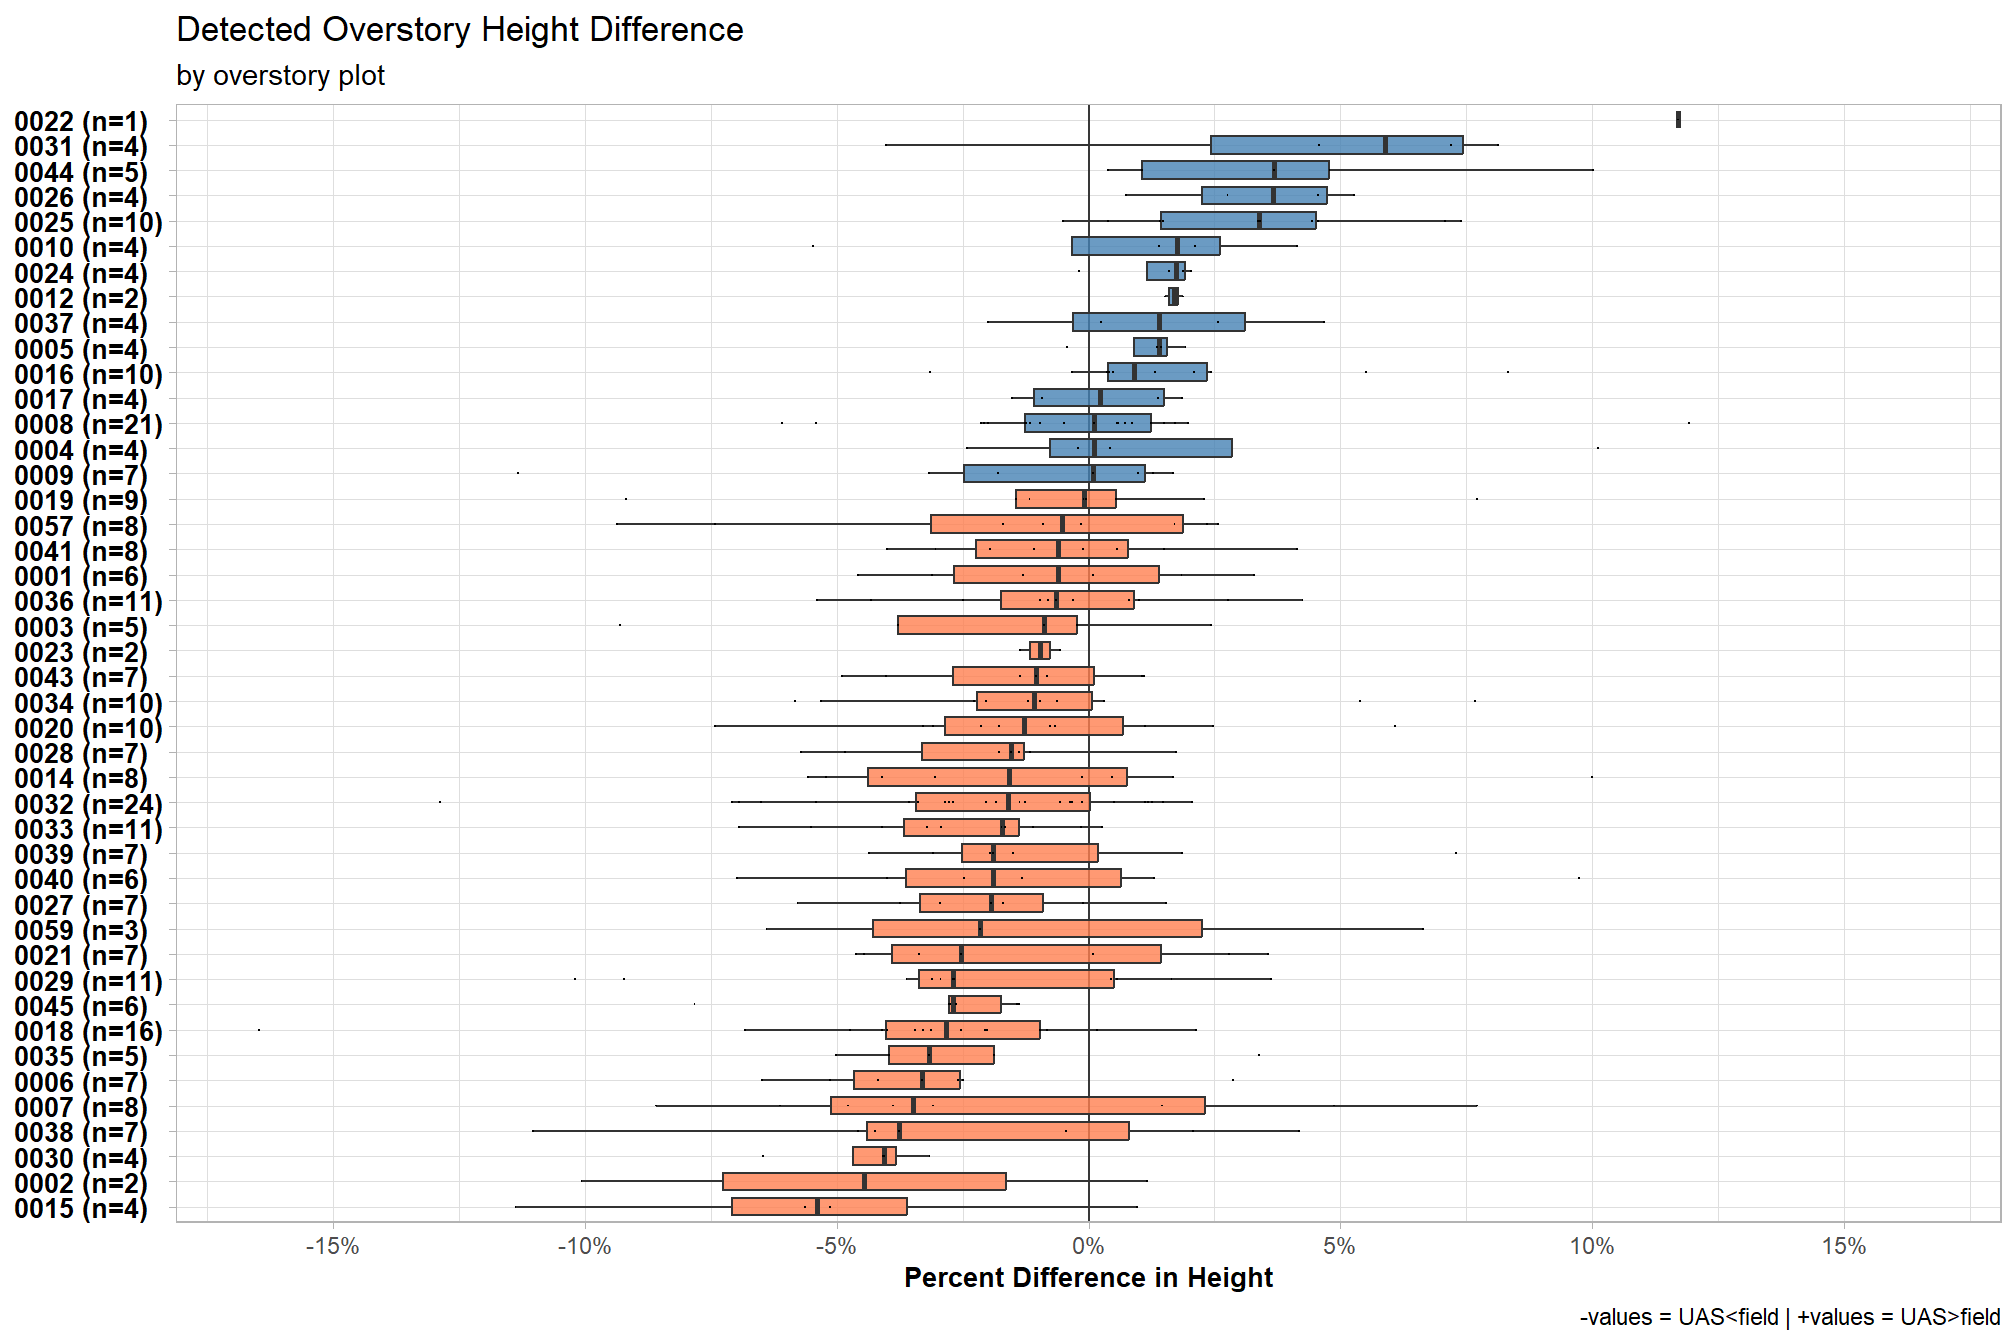 Detected Overstory Height Difference
by overstory plot
0022 (n=1)
0031 (n=4)
0044 (n=5)
0026 (n=4)
0025 (n=10)
0010 (n=4)
0024 (n=4)
0012 (n=2)
0037 (n=4)
0005 (n=4)
0016 (n=10)
0017 (n=4)
0008 (n=21)
0004 (n=4)
0009 (n=7)
0019 (n=9)
0057 (n=8)
0041 (n=8)
0001 (n=6)
0036 (n=11)
0003 (n=5)
0023 (n=2)
0043 (n=7)
0034 (n=10)
0020 (n=10)
0028 (n=7)
0014 (n=8)
0032 (n=24)
0033 (n=11)
0039 (n=7)
0040 (n=6)
0027 (n=7)
0059 (n=3)
0021 (n=7)
0029 (n=11)
0045 (n=6)
0018 (n=16)
0035 (n=5)
0006 (n=7)
0007 (n=8)
0038 (n=7)
0030 (n=4)
0002 (n=2)
0015 (n=4)
-15% -10% -5% 0% 5% 10% 15%
Percent Difference in Height
-values = UAS<field | +values = UAS>field